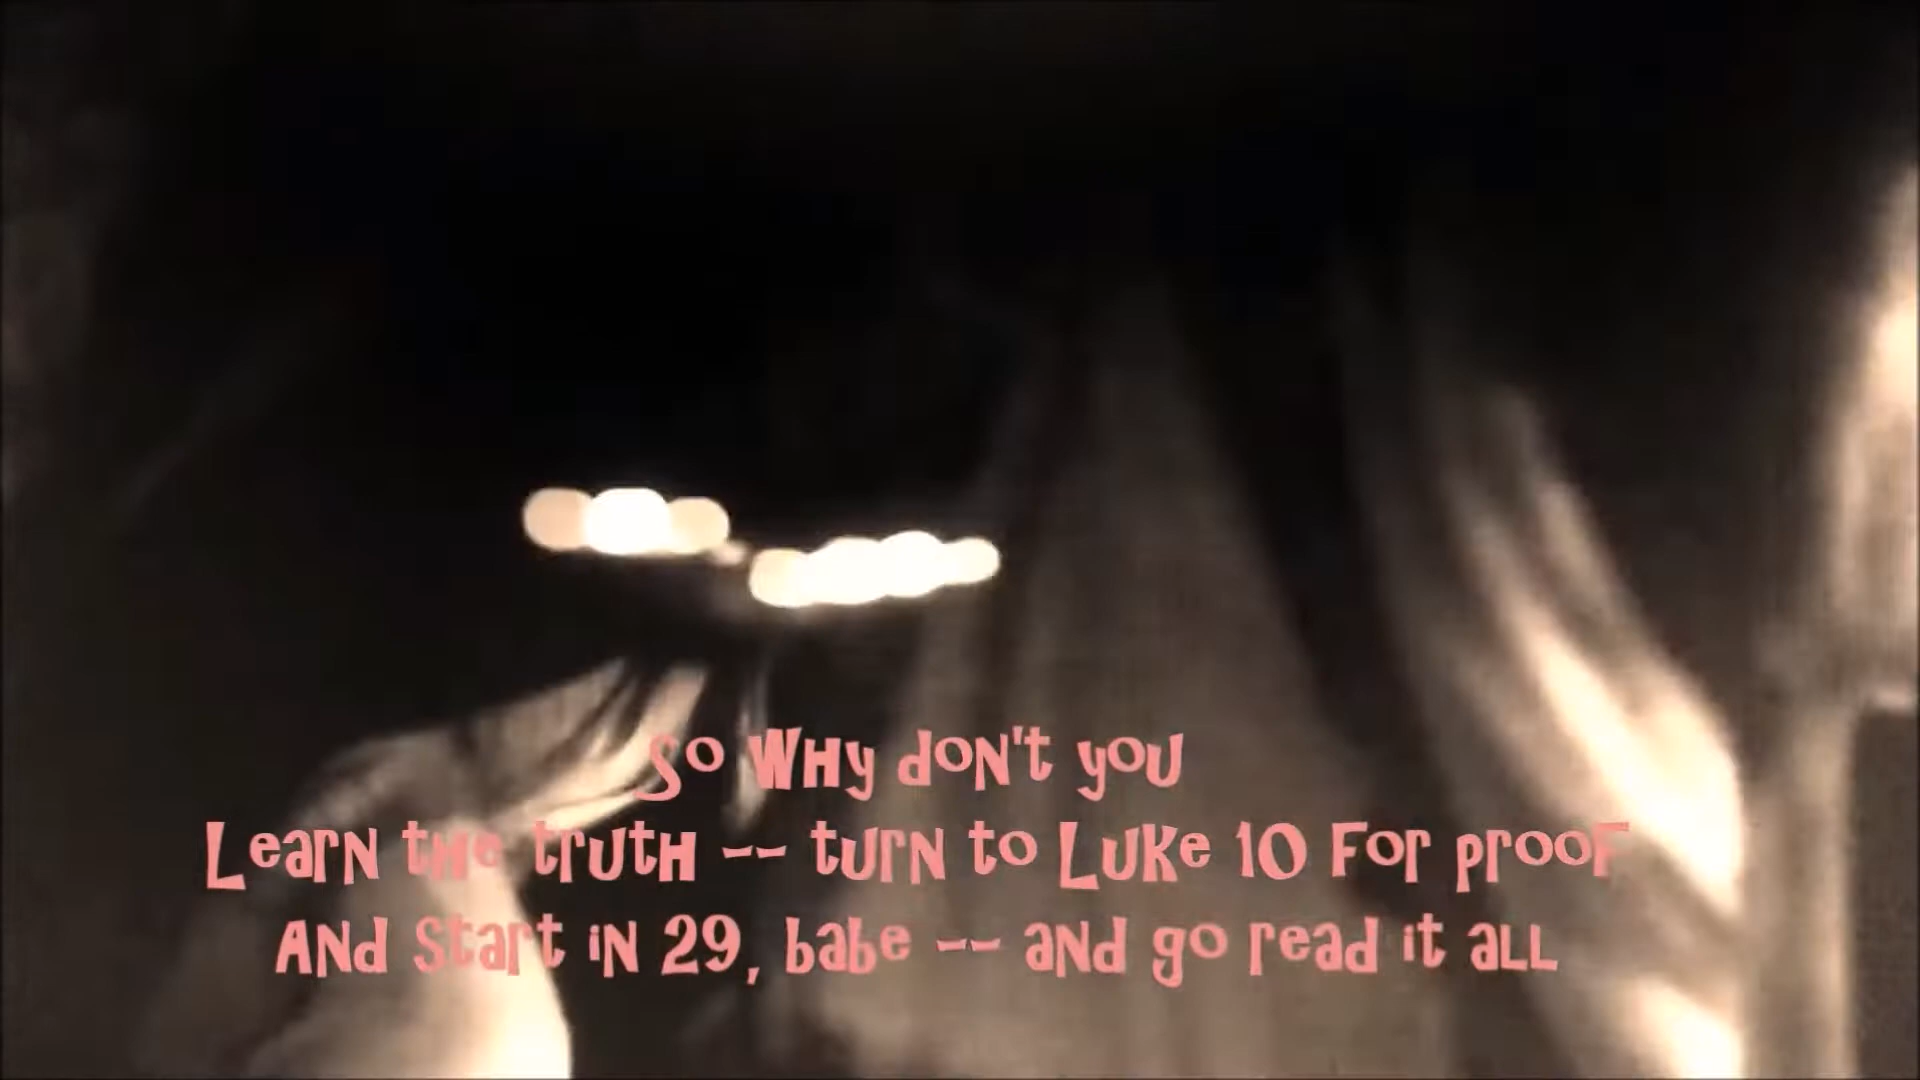 So why don't you
Learn the truth -- turn to Luke 10 for proof
And start in 29, babe -- and go read it all